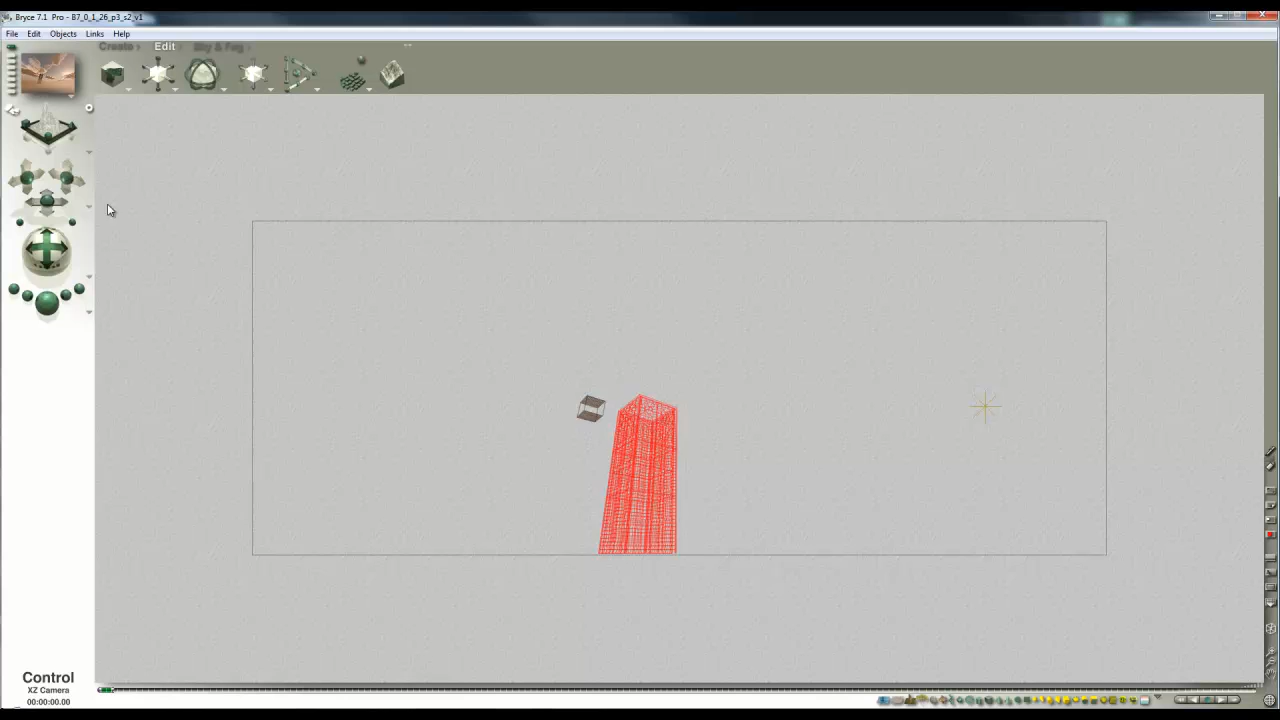 Bryce 7.1 Pro - B7_0_1_26_p3_s2_v1
File Edit Objects Links Help
Create Edit Sky & Fog
Control
XZ Camera
00:00:00.00